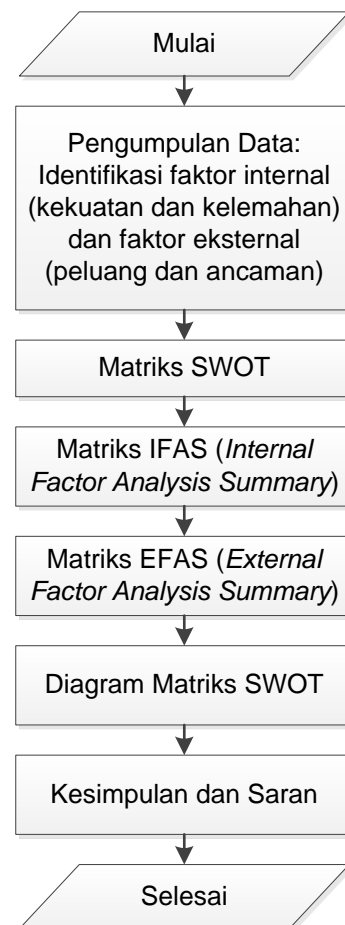 Mulai
Pengumpulan Data:
Identifikasi faktor internal
(kekuatan dan kelemahan)
dan faktor eksternal
(peluang dan ancaman)
Matriks SWOT
Matriks IFAS (Internal
Factor Analysis Summary)
Matriks EFAS (External
Factor Analysis Summary)
Diagram Matriks SWOT
Kesimpulan dan Saran
Selesai